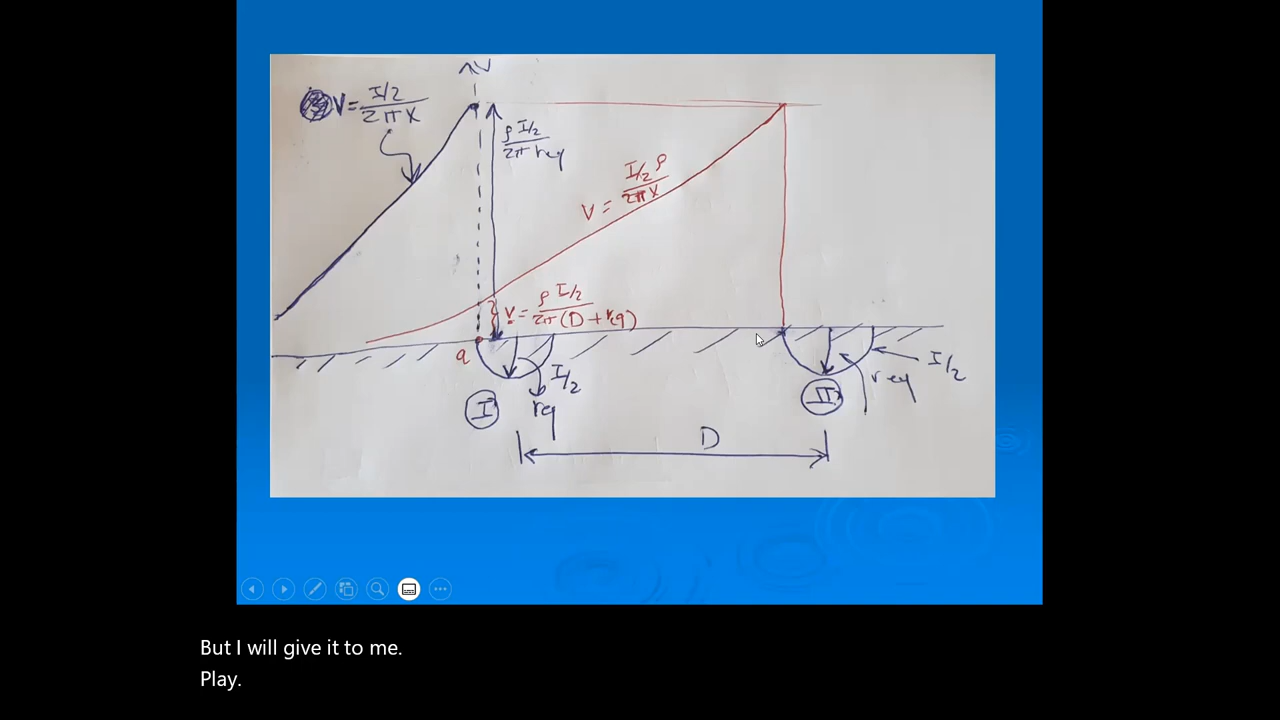 V
V = I/2 / 2πX
ρ I/2 / 2π req
V = I/2 ρ / 2πX
V = ρ I/2 / 2π(D + req)
a
I/2
req
I
II
req
I/2
D
But I will give it to me.
Play.